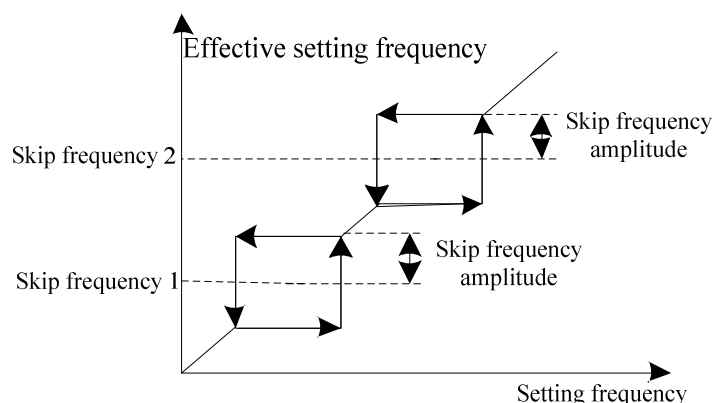 Effective setting frequency
Skip frequency
amplitude
Skip frequency 2
Skip frequency
amplitude
Skip frequency 1
Setting frequency